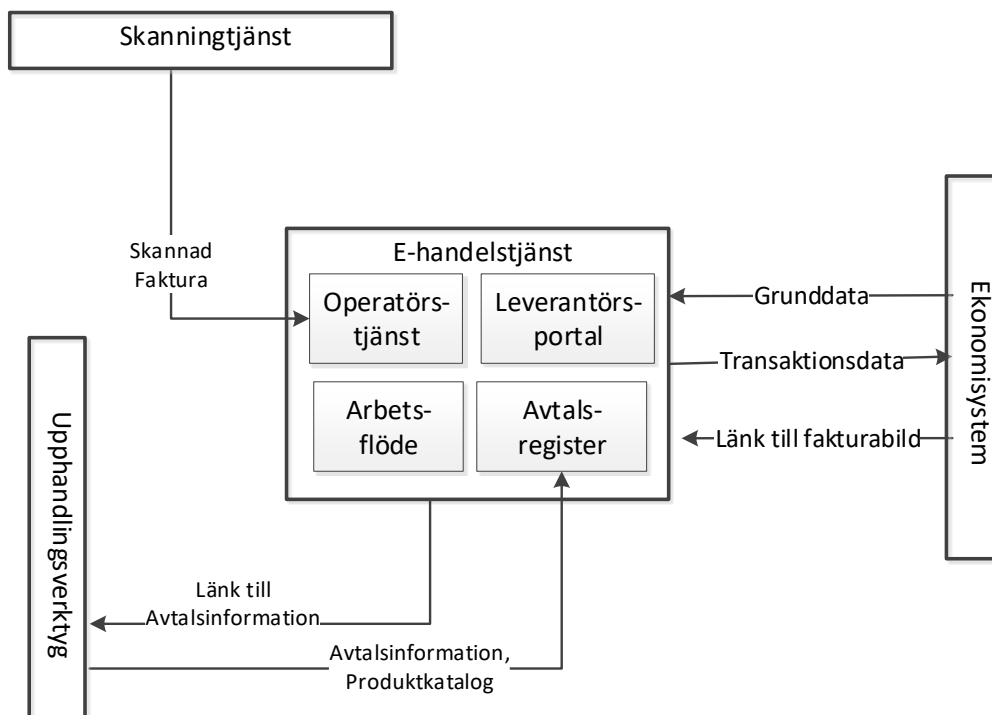 Skanningtjänst
Skannad
Faktura
E-handelstjänst
Operatörs-
tjänst
Leverantörs-
portal
Arbets-
flöde
Avtals-
register
Grunddata
Transaktionsdata
Länk till fakturabild
Ekonomisystem
Upphandlingsverktyg
Länk till
Avtalsinformation
Avtalsinformation,
Produktkatalog